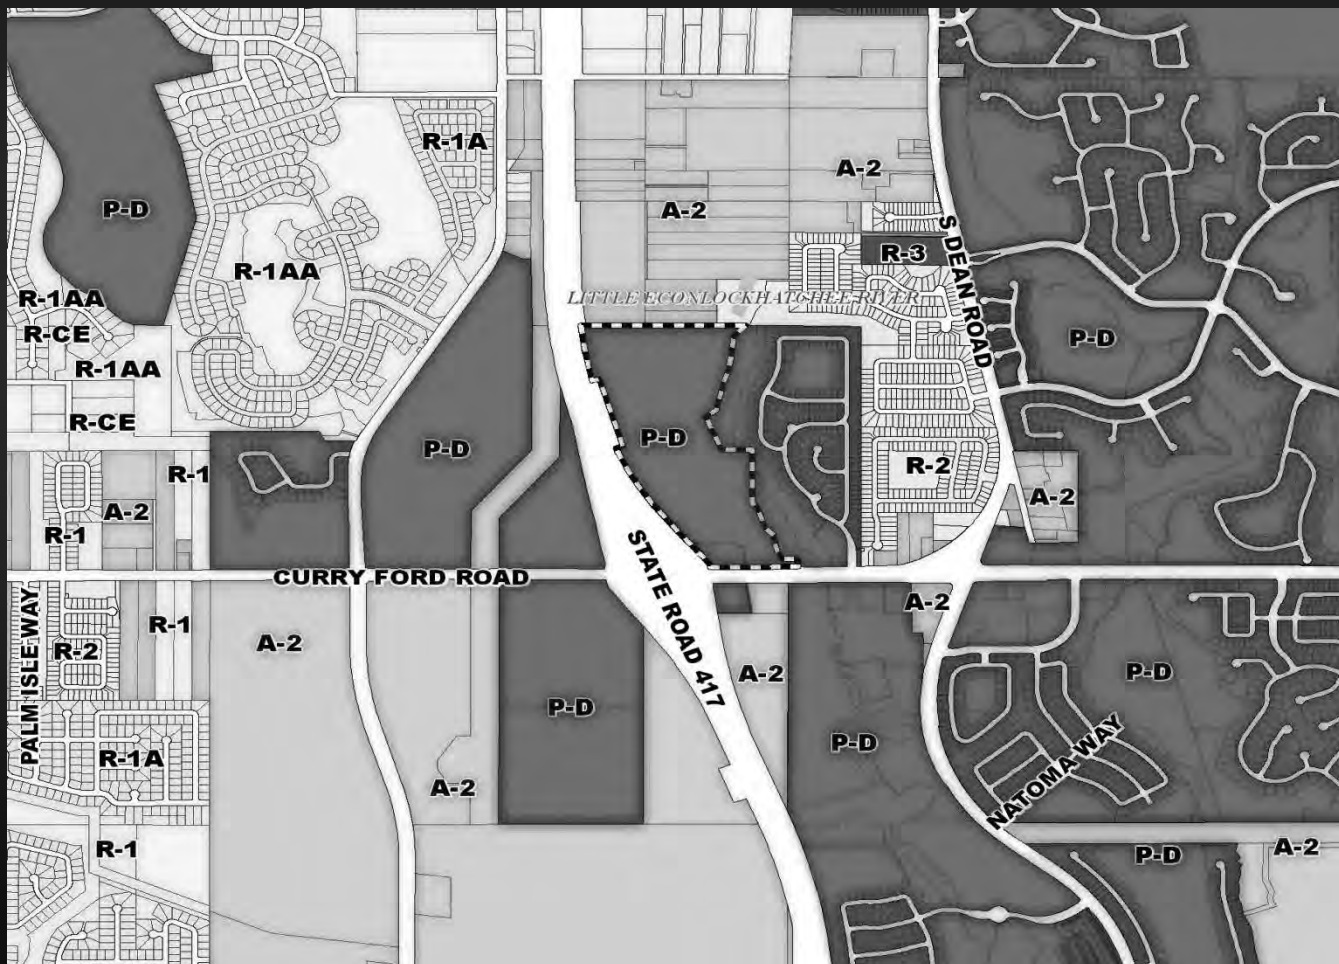 R-1A
A-2
P-D
A-2
R-3
S DEAN ROAD
R-1AA
R-1AA
LITTLE ECONLOCKHATCHEE RIVER
R-CE
P-D
R-1AA
R-CE
P-D
P-D
R-2
R-1
A-2
A-2
R-1
STATE ROAD 417
CURRY FORD ROAD
PALM ISLE WAY
A-2
R-1
A-2
R-2
A-2
P-D
P-D
P-D
R-1A
NATOMA WAY
A-2
R-1
P-D
A-2